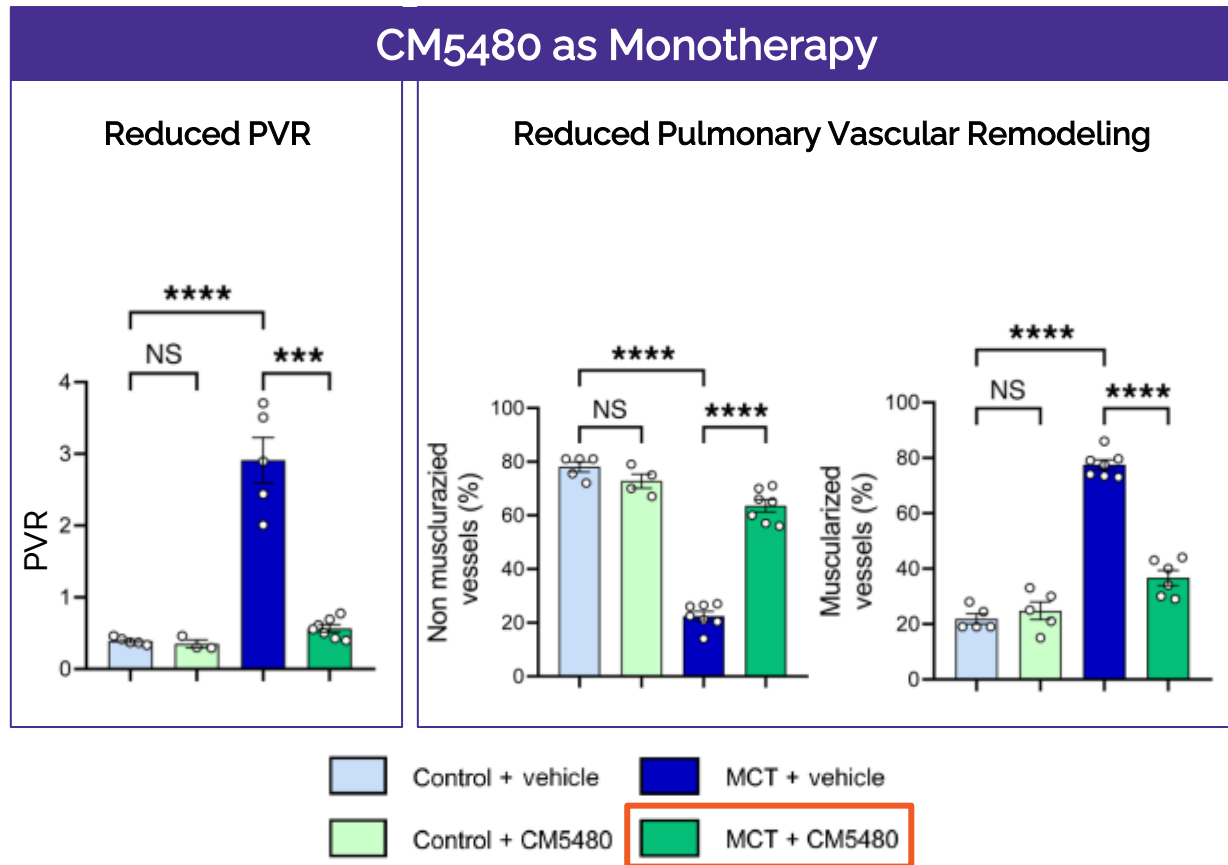 CM5480 as Monotherapy
Reduced PVR
****
NS
***
4
3
2
1
0
PVR
Reduced Pulmonary Vascular Remodeling
****
NS
****
100
80
60
40
20
0
Non musclurazied
vessels (%)
****
NS
****
100
80
60
40
20
0
Muscularized
vessels (%)
Control + vehicle
MCT + vehicle
Control + CM5480
MCT + CM5480